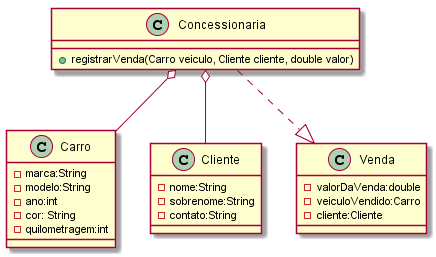 C Concessionaria
registrarVenda(Carro veiculo, Cliente cliente, double valor)
C Carro
marca:String
modelo:String
ano:int
cor: String
quilometragem:int
C Cliente
nome:String
sobrenome:String
contato:String
C Venda
valorDaVenda:double
veiculoVendido:Carro
cliente:Cliente